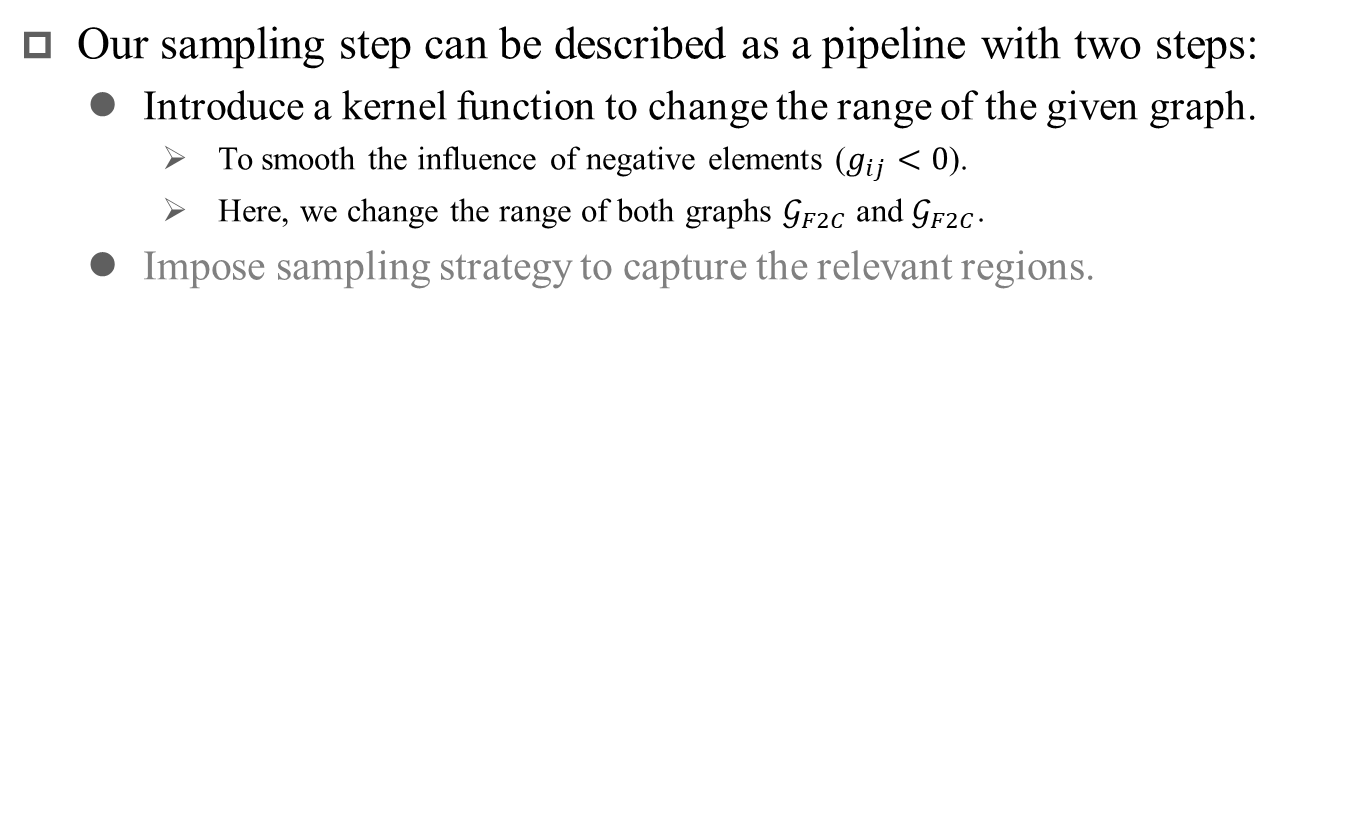 Our sampling step can be described as a pipeline with two steps:
Introduce a kernel function to change the range of the given graph.
To smooth the influence of negative elements (𝑔𝑖𝑗 < 0).
Here, we change the range of both graphs 𝒢𝐹2𝐶 and 𝒢𝐹2𝐶.
Impose sampling strategy to capture the relevant regions.